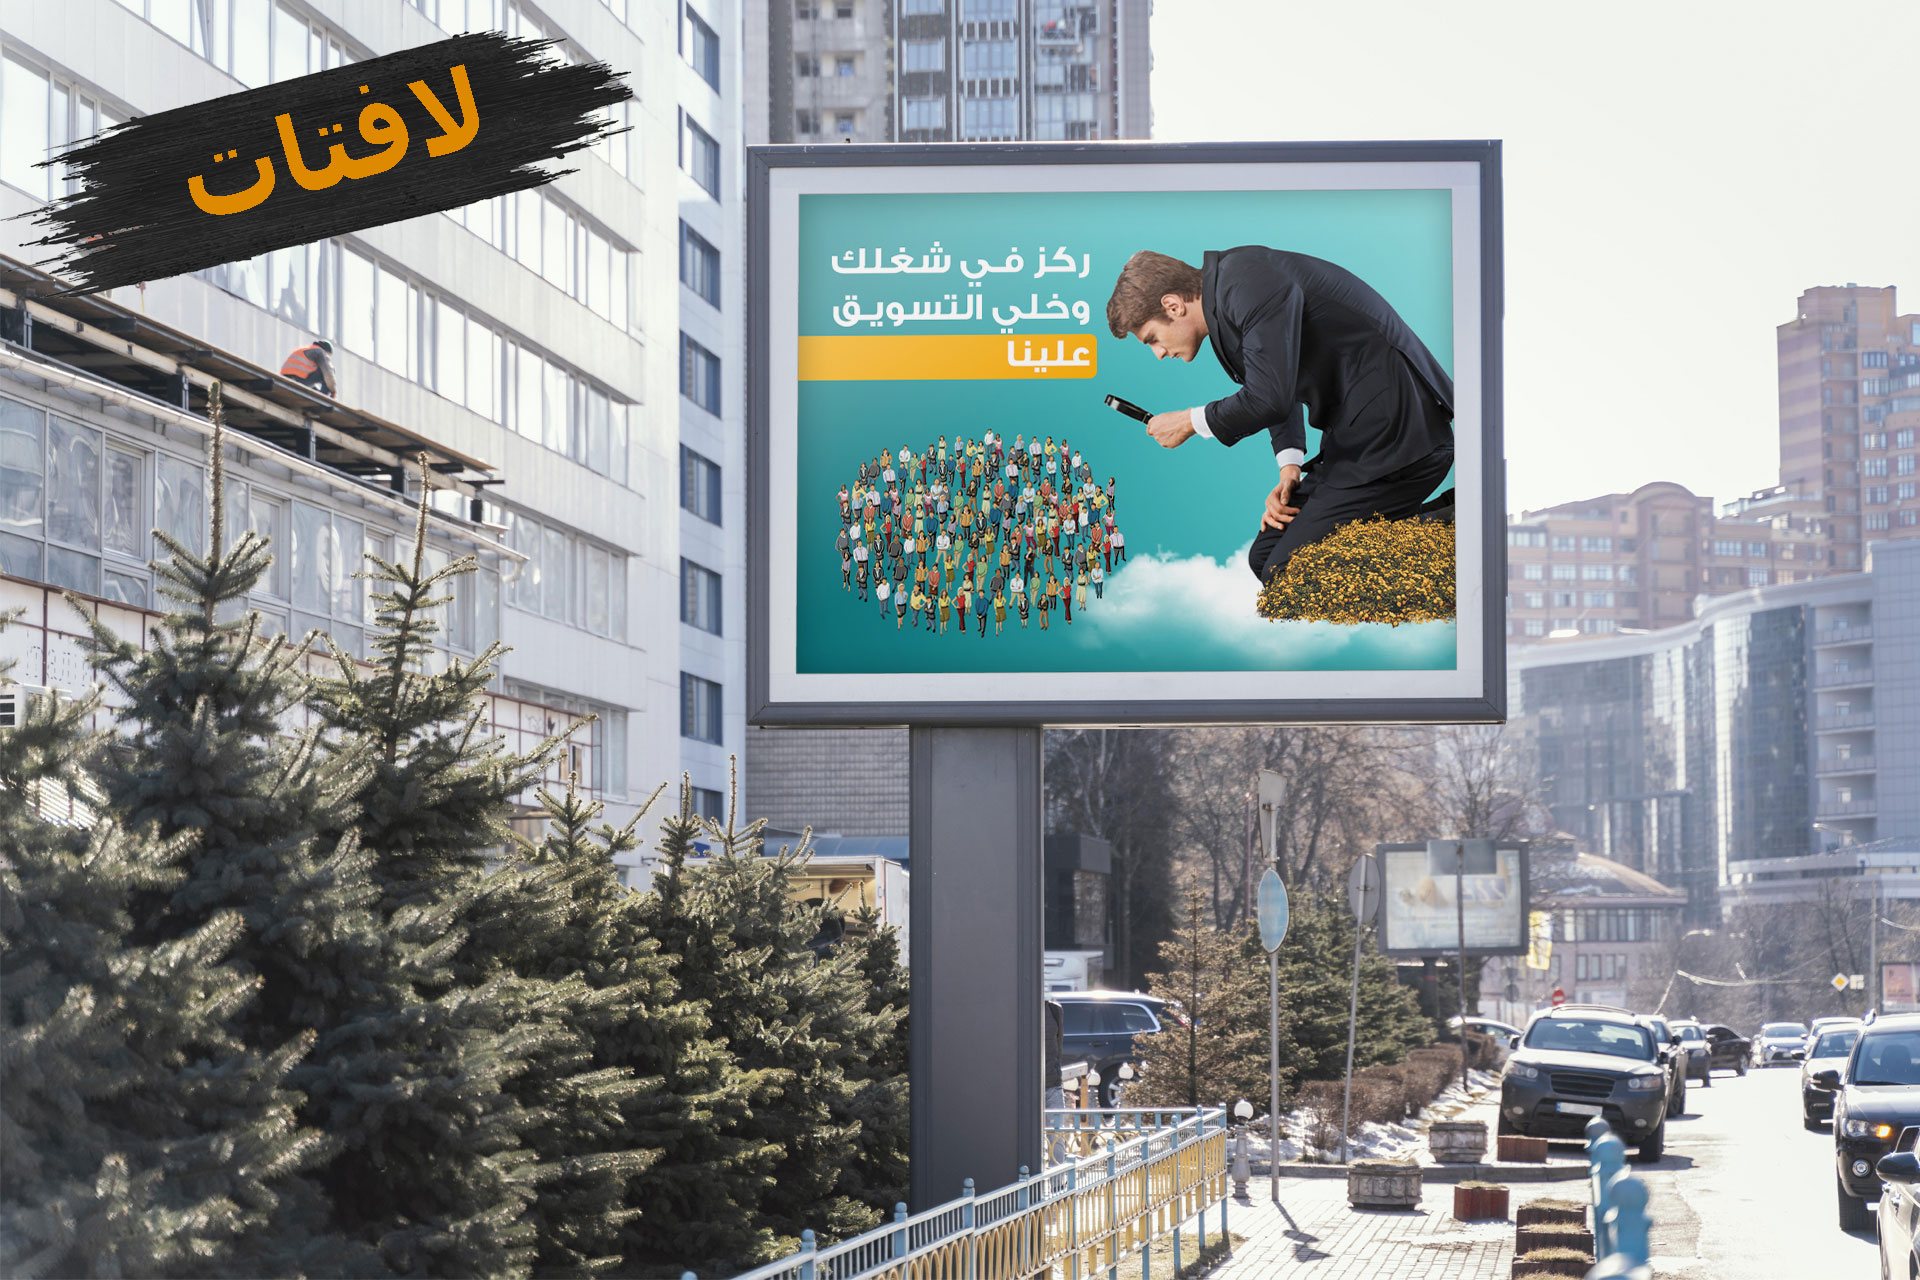 لافتات
ركز في شغلك
وخلي التسويق
علينا